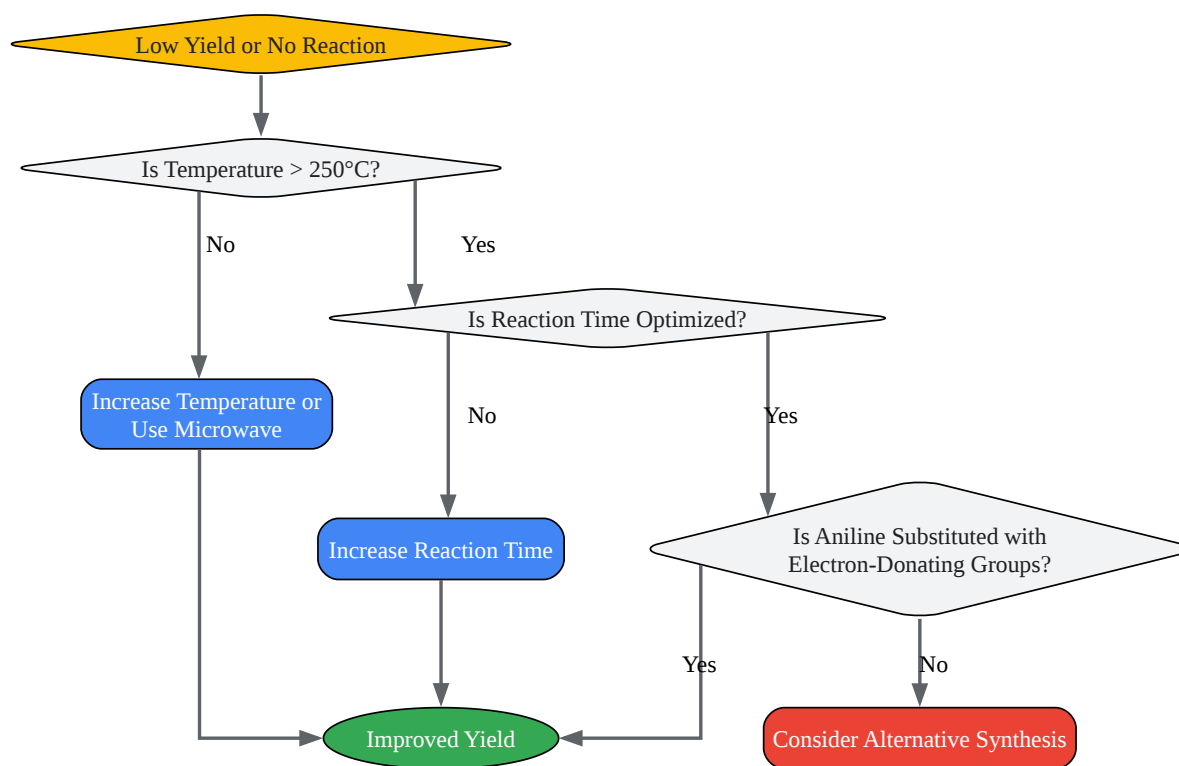 Low Yield or No Reaction
Is Temperature > 250°C?
No
Yes
Is Reaction Time Optimized?
Increase Temperature or
Use Microwave
No
Yes
Increase Reaction Time
Is Aniline Substituted with
Electron-Donating Groups?
Yes
No
Improved Yield
Consider Alternative Synthesis